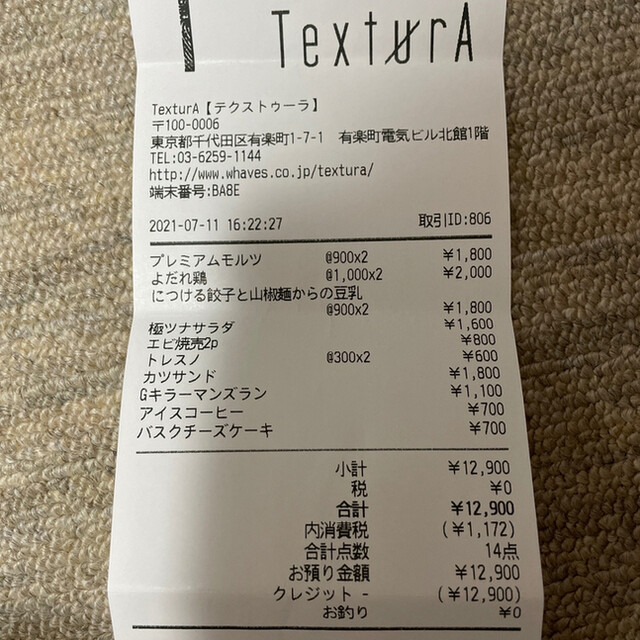 TexturA
TexturA【テクストゥーラ】
〒100-0006
東京都千代田区有楽町1-7-1 有楽町電気ビル北館1階
TEL:03-6259-1144
http://www.whaves.co.jp/textura/
端末番号:BA8E
2021-07-11 16:22:27 取引ID:806
プレミアムモルツ @900x2 ¥1,800
よだれ鶏 @1,000x2 ¥2,000
につける餃子と山椒麺からの豆乳
@900x2 ¥1,800
極ツナサラダ ¥1,600
エビ焼売2p ¥800
トレスノ @300x2 ¥600
カツサンド ¥1,800
Gキラーマンズラン ¥1,100
アイスコーヒー ¥700
バスクチーズケーキ ¥700
小計 ¥12,900
税 ¥0
合計 ¥12,900
内消費税 (¥1,172)
合計点数 14点
お預り金額 ¥12,900
クレジット - (¥12,900)
お釣り ¥0